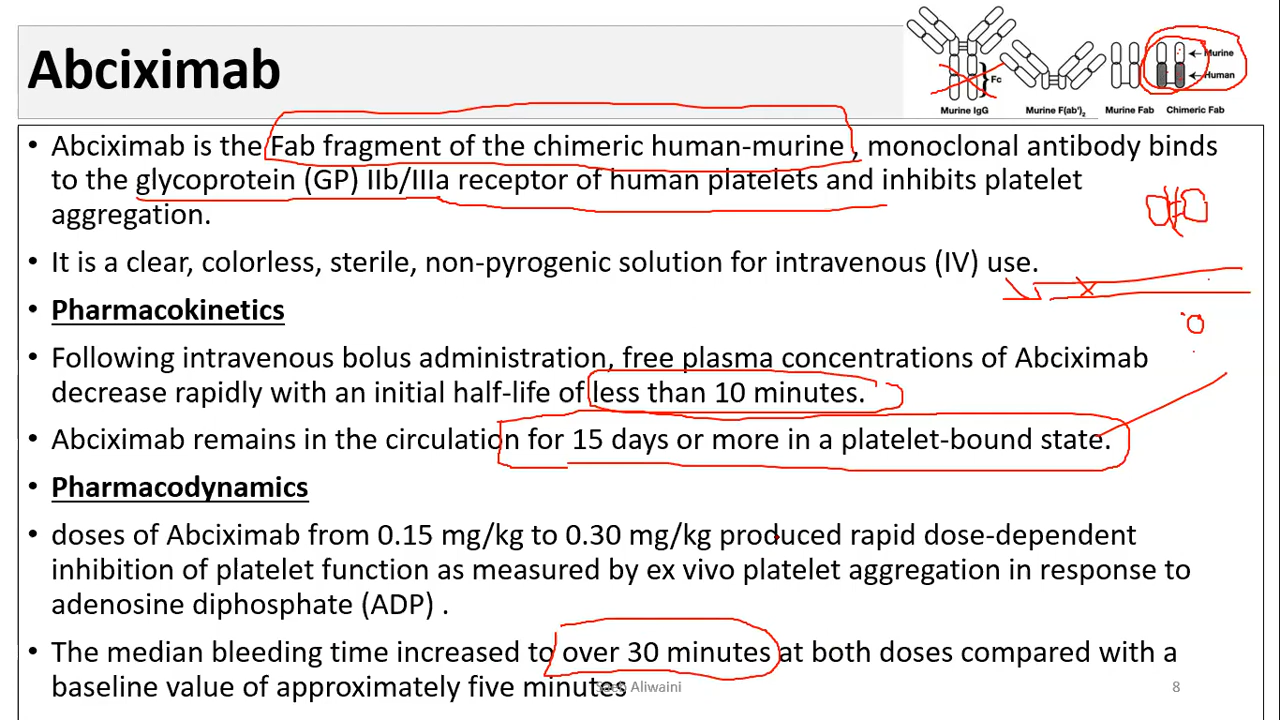 Abciximab
Fc
Murine
Human
Murine IgG
Murine F(ab')2
Murine Fab
Chimeric Fab
• Abciximab is the Fab fragment of the chimeric human-murine , monoclonal antibody binds
to the glycoprotein (GP) IIb/IIIa receptor of human platelets and inhibits platelet
aggregation.
• It is a clear, colorless, sterile, non-pyrogenic solution for intravenous (IV) use.
• Pharmacokinetics
• Following intravenous bolus administration, free plasma concentrations of Abciximab
decrease rapidly with an initial half-life of less than 10 minutes.
• Abciximab remains in the circulation for 15 days or more in a platelet-bound state.
• Pharmacodynamics
• doses of Abciximab from 0.15 mg/kg to 0.30 mg/kg produced rapid dose-dependent
inhibition of platelet function as measured by ex vivo platelet aggregation in response to
adenosine diphosphate (ADP) .
• The median bleeding time increased to over 30 minutes at both doses compared with a
baseline value of approximately five minutes
Aliwaini
8